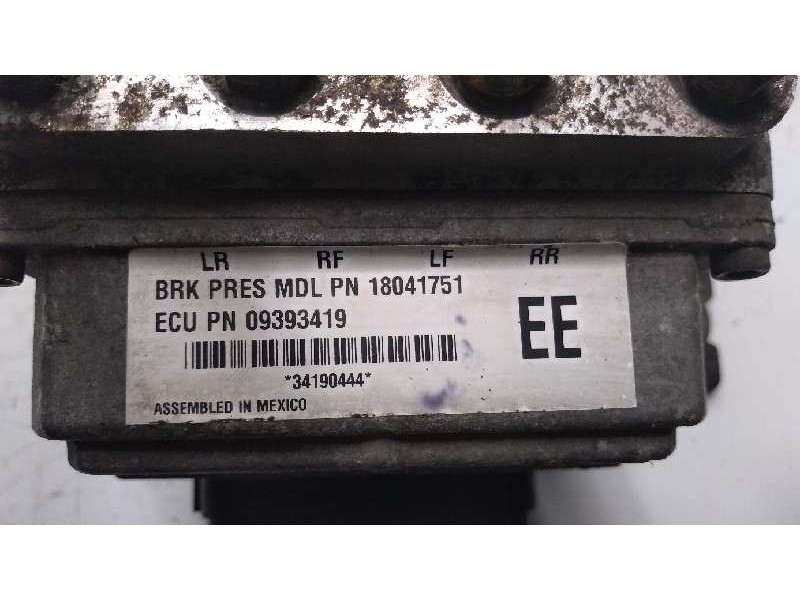 LR RF LF RR
BRK PRES MDL PN 18041751
ECU PN 09393419
EE
*34190444*
ASSEMBLED IN MEXICO